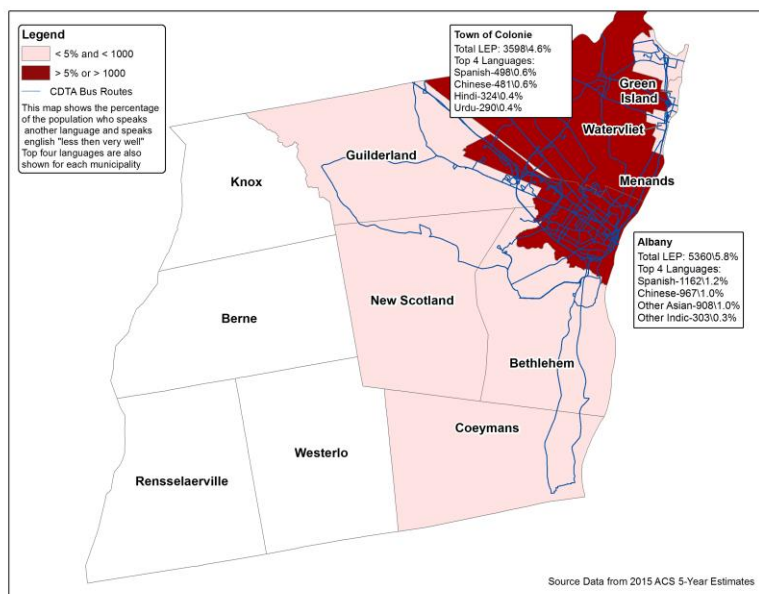 Legend
< 5% and < 1000
> 5% or > 1000
CDTA Bus Routes
This map shows the percentage
of the population who speaks
another language and speaks
english "less then very well"
Top four languages are also
shown for each municipality
Town of Colonie
Total LEP: 3598\4.6%
Top 4 Languages:
Spanish-498\0.6%
Chinese-481\0.6%
Hindi-324\0.4%
Urdu-290\0.4%
Green
Island
Watervliet
Menands
Guilderland
Knox
Albany
Total LEP: 5360\5.8%
Top 4 Languages:
Spanish-1162\1.2%
Chinese-967\1.0%
Other Asian-908\1.0%
Other Indic-303\0.3%
New Scotland
Berne
Bethlehem
Coeymans
Westerlo
Rensselaerville
Source Data from 2015 ACS 5-Year Estimates